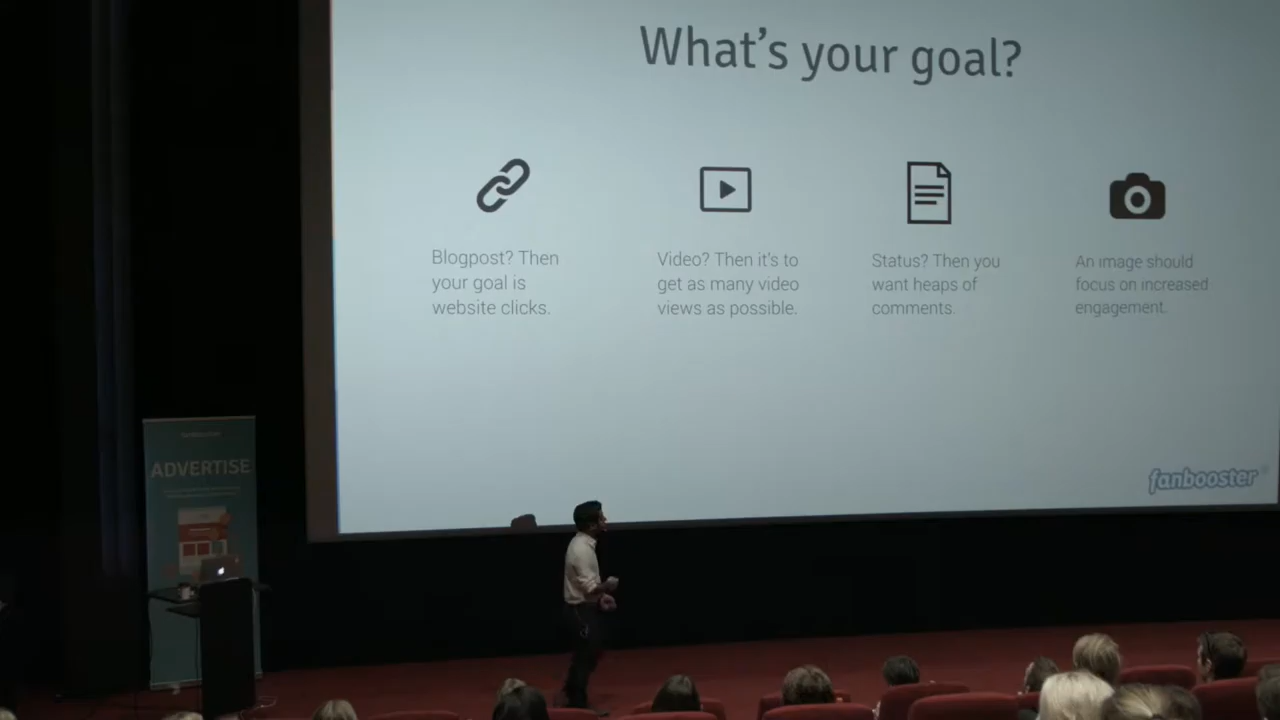 What's your goal?
Blogpost? Then
your goal is
website clicks.
Video? Then it's to
get as many video
views as possible.
Status? Then you
want heaps of
comments.
An image should
focus on increased
engagement.
fanbooster
ADVERTISE